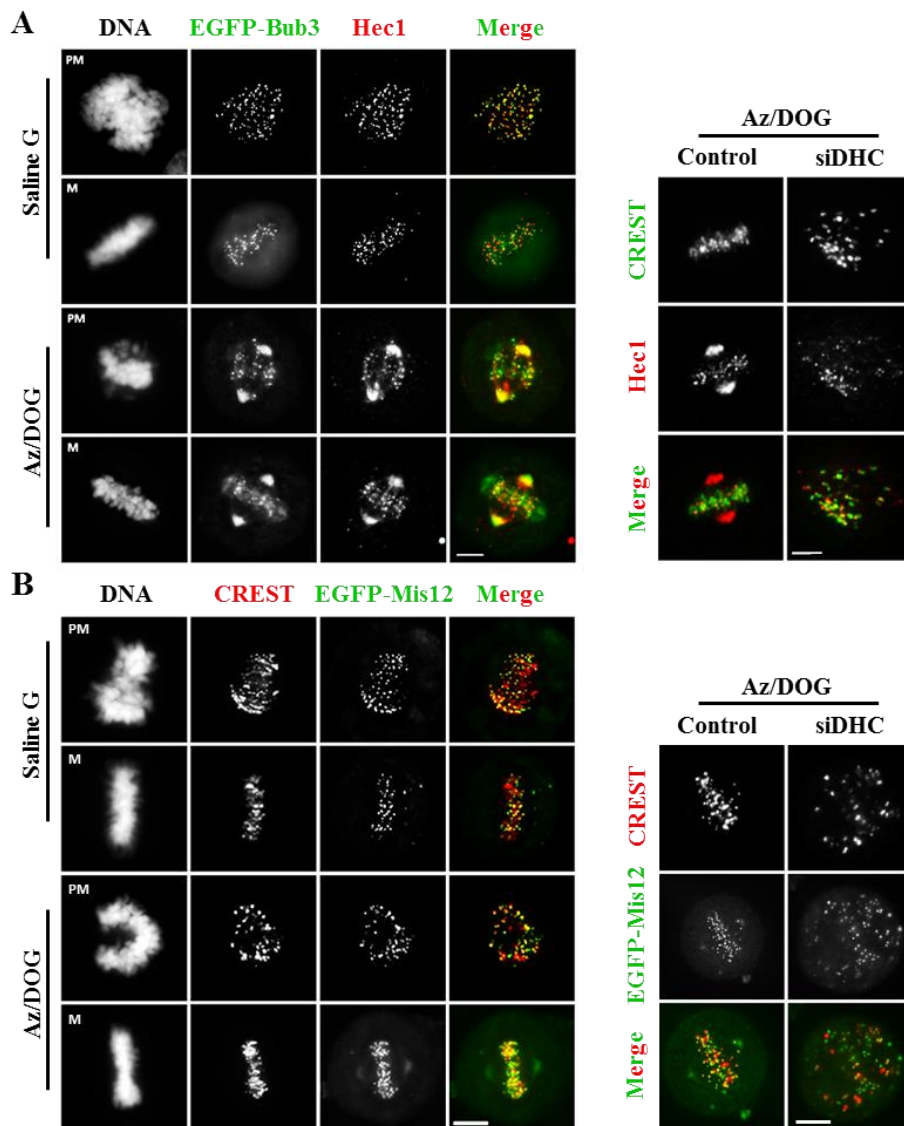 A
DNA EGFP-Bub3 Hec1 Merge
PM
Saline G
M
PM
Az/DOG
M
Az/DOG
Control siDHC
CREST
Hec1
Merge
B
DNA CREST EGFP-Mis12 Merge
PM
Saline G
M
PM
Az/DOG
M
Az/DOG
Control siDHC
CREST
EGFP-Mis12
Merge